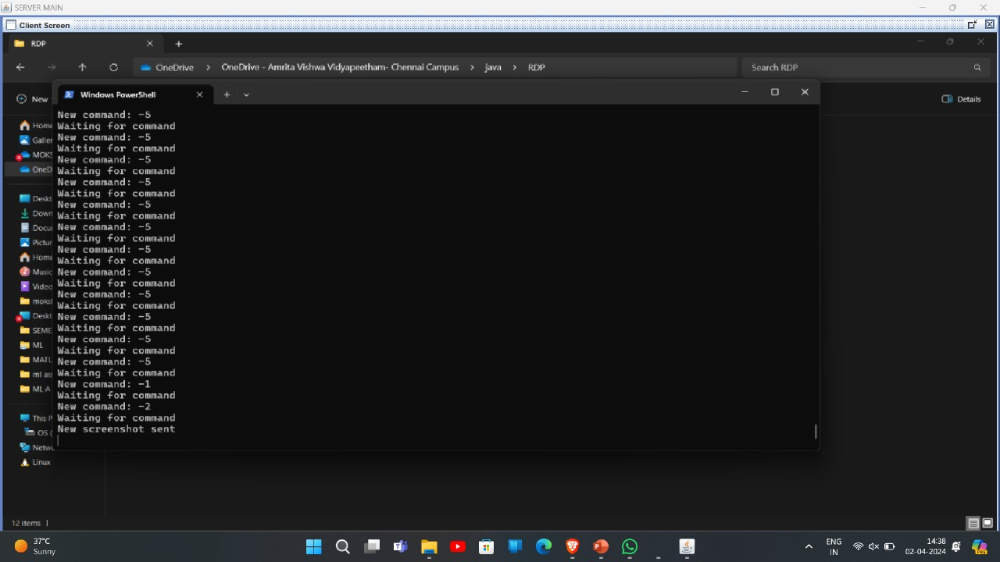 SERVER MAIN
Client Screen
RDP
OneDrive > OneDrive - Amrita Vishwa Vidyapeetham- Chennai Campus > java > RDP
Search RDP
Windows PowerShell
New
Details
Home
Galler
MOKS
OneD
Deskt
Down
Docu
Pictur
Home
Music
Video
moksl
Deskt
SEME
ML
MATL
ml ass
ML A
This P
OS (
Netwo
Linux
New command: -5
Waiting for command
New command: -5
Waiting for command
New command: -5
Waiting for command
New command: -5
Waiting for command
New command: -5
Waiting for command
New command: -5
Waiting for command
New command: -5
Waiting for command
New command: -5
Waiting for command
New command: -5
Waiting for command
New command: -5
Waiting for command
New command: -5
Waiting for command
New command: -5
Waiting for command
New command: -1
Waiting for command
New command: -2
Waiting for command
New screenshot sent
12 items
37°C
Sunny
ENG
IN
14:38
02-04-2024
PRE